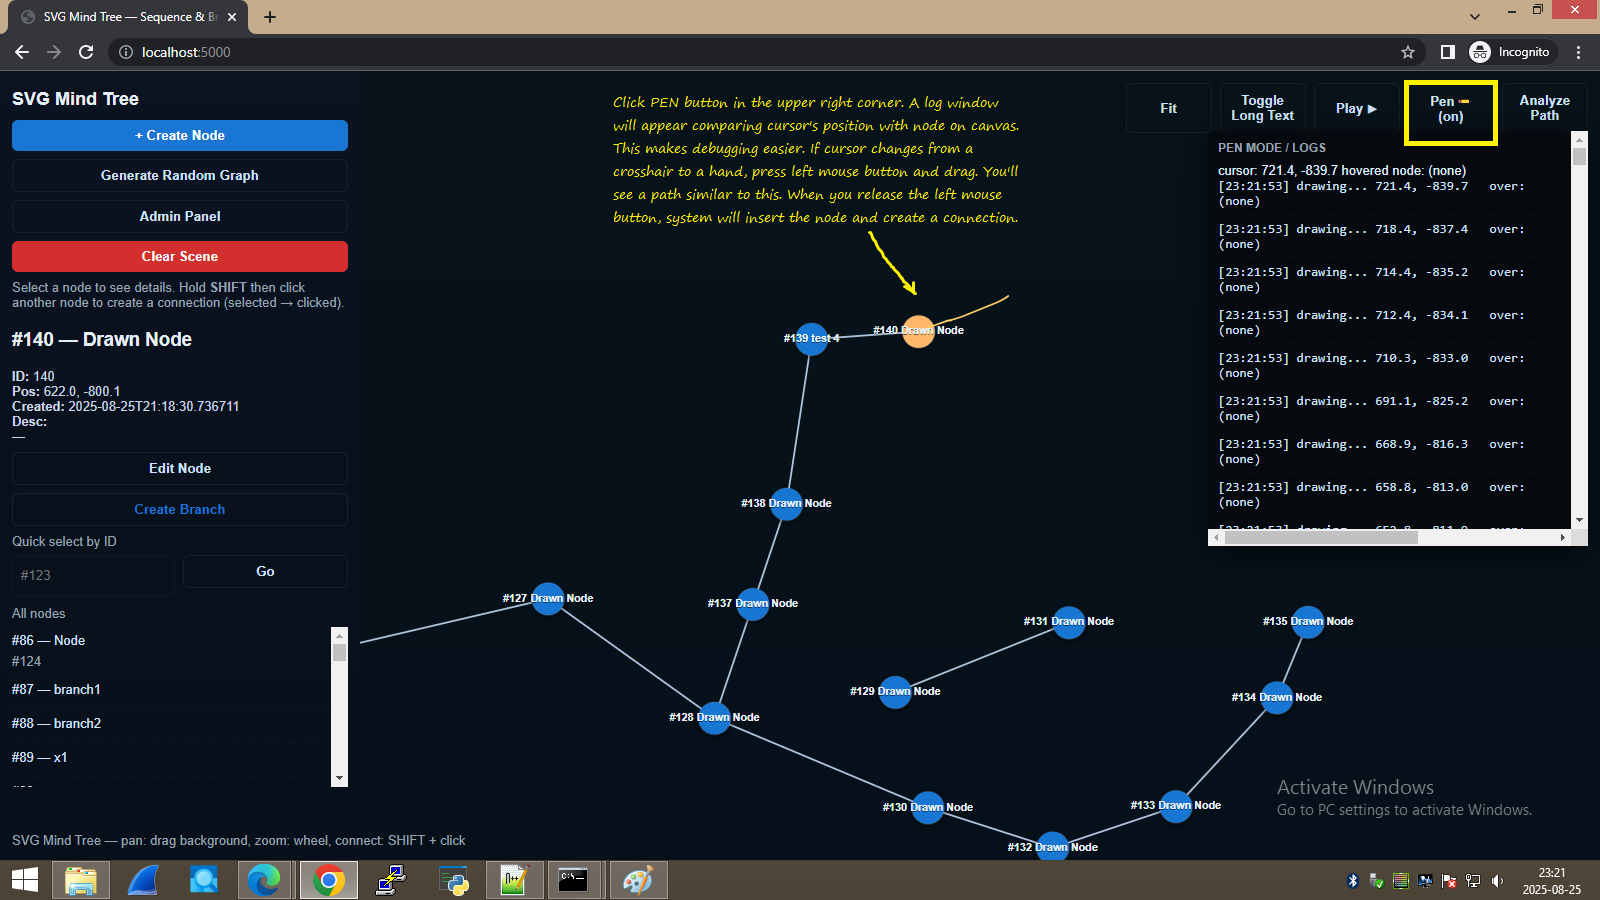 SVG Mind Tree — Sequence & Br
localhost:5000
Incognito
SVG Mind Tree
+ Create Node
Generate Random Graph
Admin Panel
Clear Scene
Select a node to see details. Hold SHIFT then click
another node to create a connection (selected → clicked).
#140 — Drawn Node
ID: 140
Pos: 622.0, -800.1
Created: 2025-08-25T21:18:30.736711
Desc:
—
Edit Node
Create Branch
Quick select by ID
#123
Go
All nodes
#86 — Node
#124
#87 — branch1
#88 — branch2
#89 — x1
SVG Mind Tree — pan: drag background, zoom: wheel, connect: SHIFT + click
Click PEN button in the upper right corner. A log window
will appear comparing cursor's position with node on canvas.
This makes debugging easier. If cursor changes from a
crosshair to a hand, press left mouse button and drag. You'll
see a path similar to this. When you release the left mouse
button, system will insert the node and create a connection.
Fit
Toggle
Long Text
Play ▶
Pen
(on)
Analyze
Path
PEN MODE / LOGS
cursor: 721.4, -839.7 hovered node: (none)
[23:21:53] drawing... 721.4, -839.7 over:
(none)
[23:21:53] drawing... 718.4, -837.4 over:
(none)
[23:21:53] drawing... 714.4, -835.2 over:
(none)
[23:21:53] drawing... 712.4, -834.1 over:
(none)
[23:21:53] drawing... 710.3, -833.0 over:
(none)
[23:21:53] drawing... 691.1, -825.2 over:
(none)
[23:21:53] drawing... 668.9, -816.3 over:
(none)
[23:21:53] drawing... 658.8, -813.0 over:
(none)
#139 test 4
#140 Drawn Node
#138 Drawn Node
#127 Drawn Node
#137 Drawn Node
#131 Drawn Node
#135 Drawn Node
#129 Drawn Node
#134 Drawn Node
#128 Drawn Node
#130 Drawn Node
#133 Drawn Node
#132 Drawn Node
Activate Windows
Go to PC settings to activate Windows.
23:21
2025-08-25